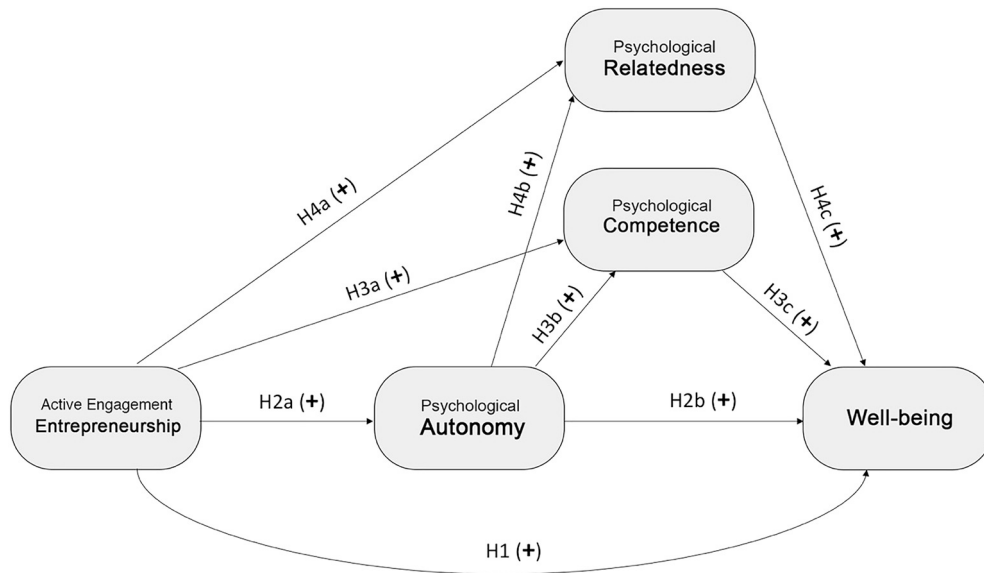 Psychological
Relatedness
H4a (+)
H4b (+)
Psychological
Competence
H4c (+)
H3a (+)
H3b (+)
H3c (+)
Active Engagement
Entrepreneurship
H2a (+)
Psychological
Autonomy
H2b (+)
Well-being
H1 (+)